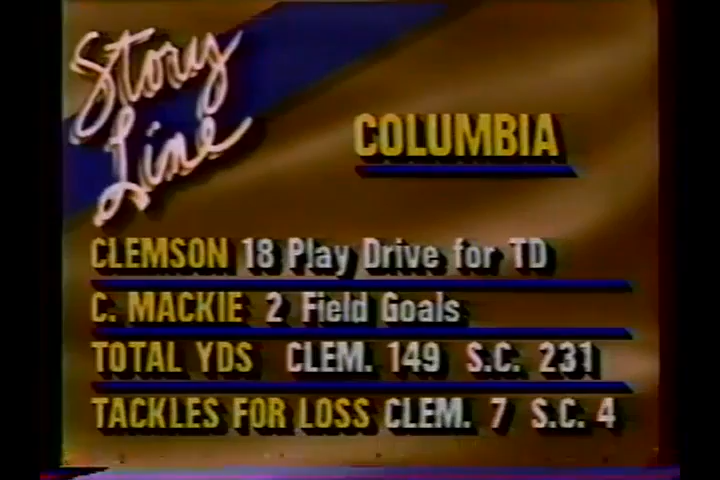 Story
Line
COLUMBIA
CLEMSON 18 Play Drive for TD
C. MACKIE 2 Field Goals
TOTAL YDS CLEM. 149 S.C. 231
TACKLES FOR LOSS CLEM. 7 S.C. 4